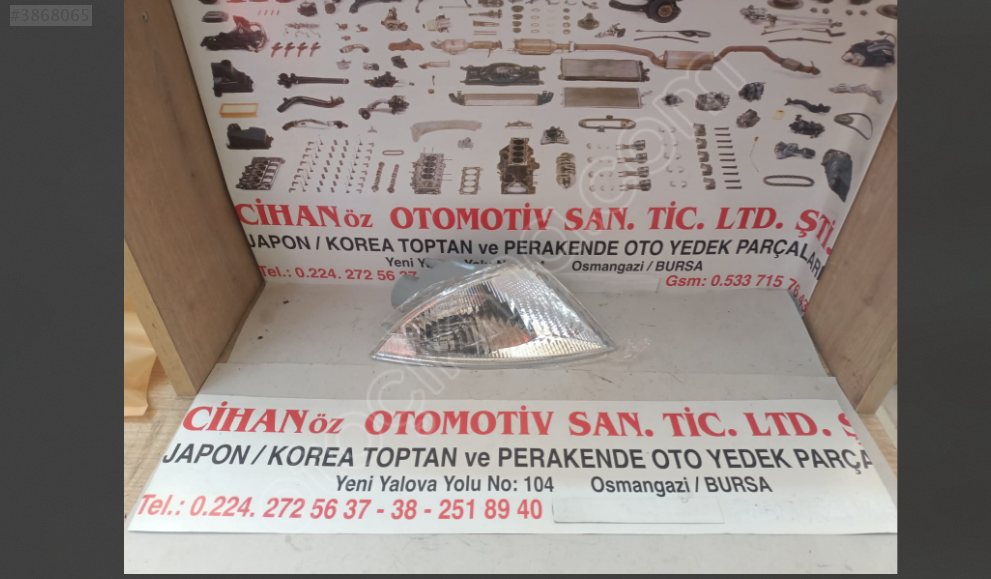 #3868065
CİHANöz OTOMOTİV SAN. TİC. LTD. ŞTİ.
JAPON / KOREA TOPTAN ve PERAKENDE OTO YEDEK PARÇALARI
Yeni Osmangazi / BURSA
Tel.: 0.224. 272 56 37 Gsm: 0.533 715 76
CİHANöz OTOMOTİV SAN. TİC. LTD. Ş
JAPON / KOREA TOPTAN ve PERAKENDE OTO YEDEK PARÇA
Yeni Yalova Yolu No: 104 Osmangazi / BURSA
Tel.: 0.224. 272 56 37 - 38 - 251 89 40